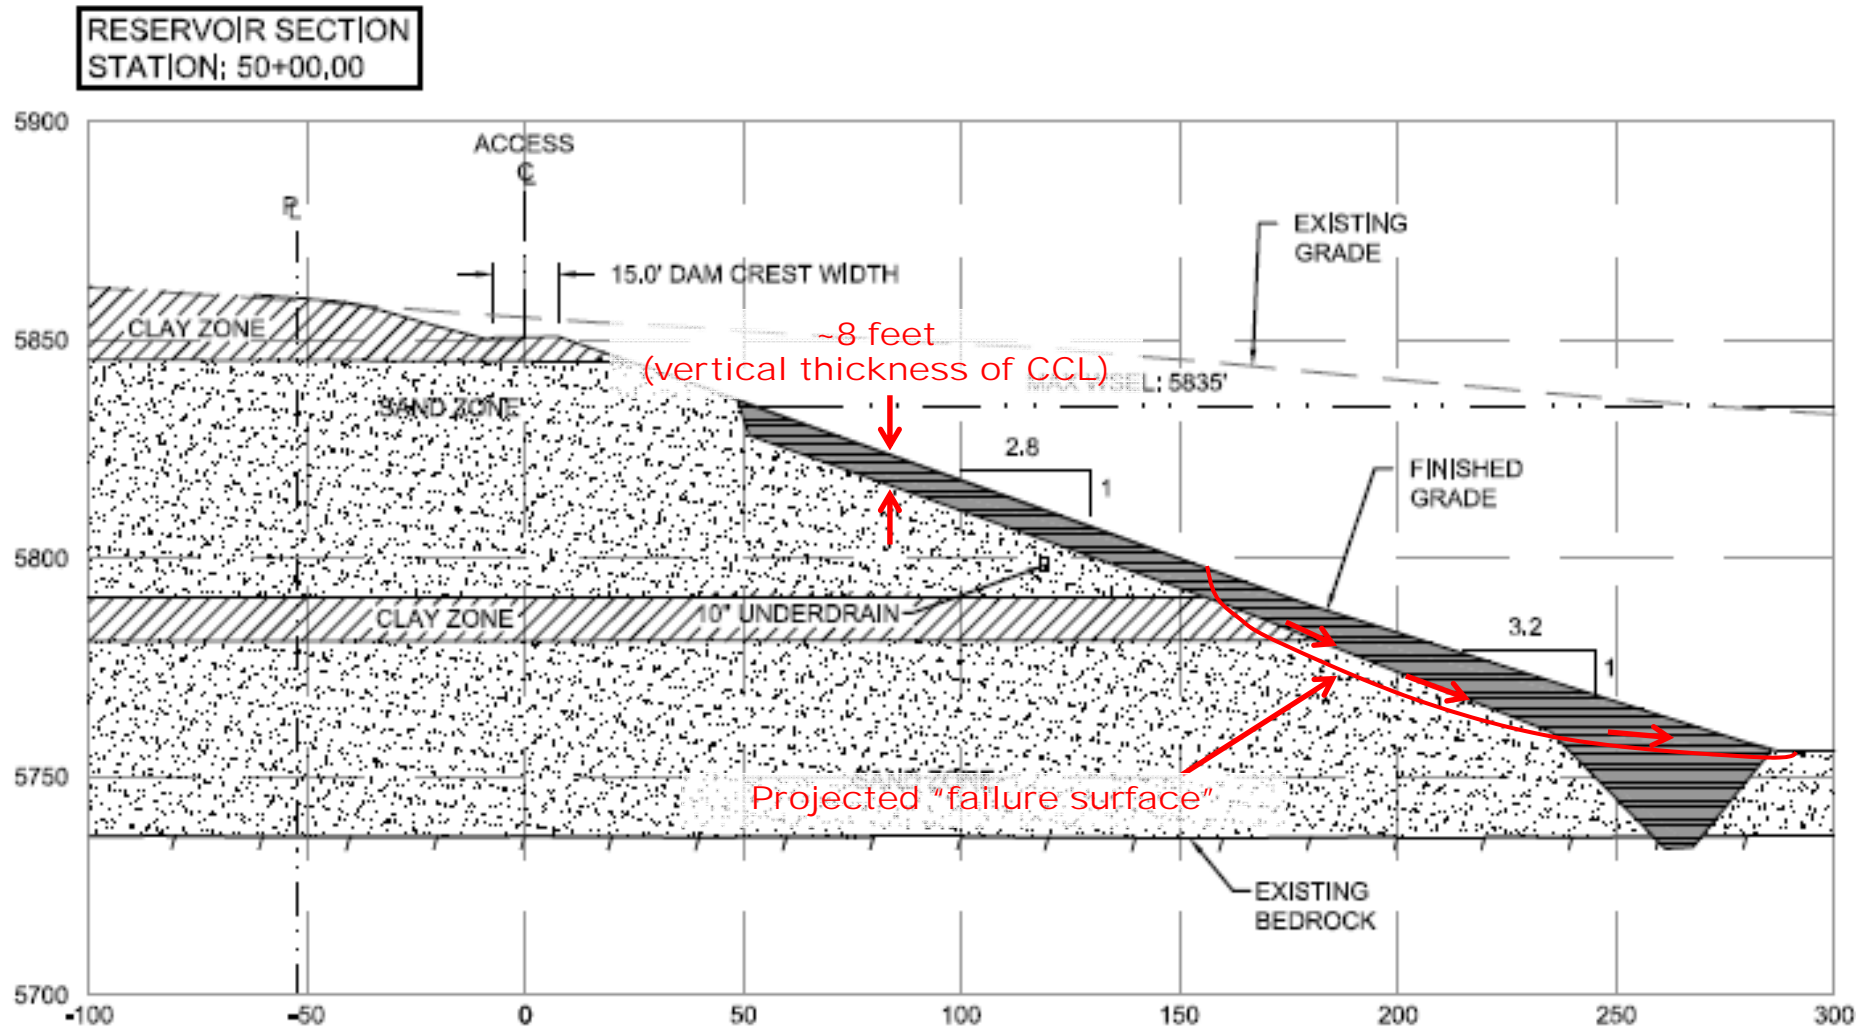 RESERVOIR SECTION
STATION: 50+00.00
5900
ACCESS
℄
PL
EXISTING
GRADE
15.0' DAM CREST WIDTH
CLAY ZONE
5850
~8 feet
(vertical thickness of CCL)
MAX WSEL: 5835'
SAND ZONE
2.8
1
FINISHED
GRADE
5800
10" UNDERDRAIN
CLAY ZONE
3.2
1
5750
SAND ZONE
Projected "failure surface"
EXISTING
BEDROCK
5700
-100
-50
0
50
100
150
200
250
300